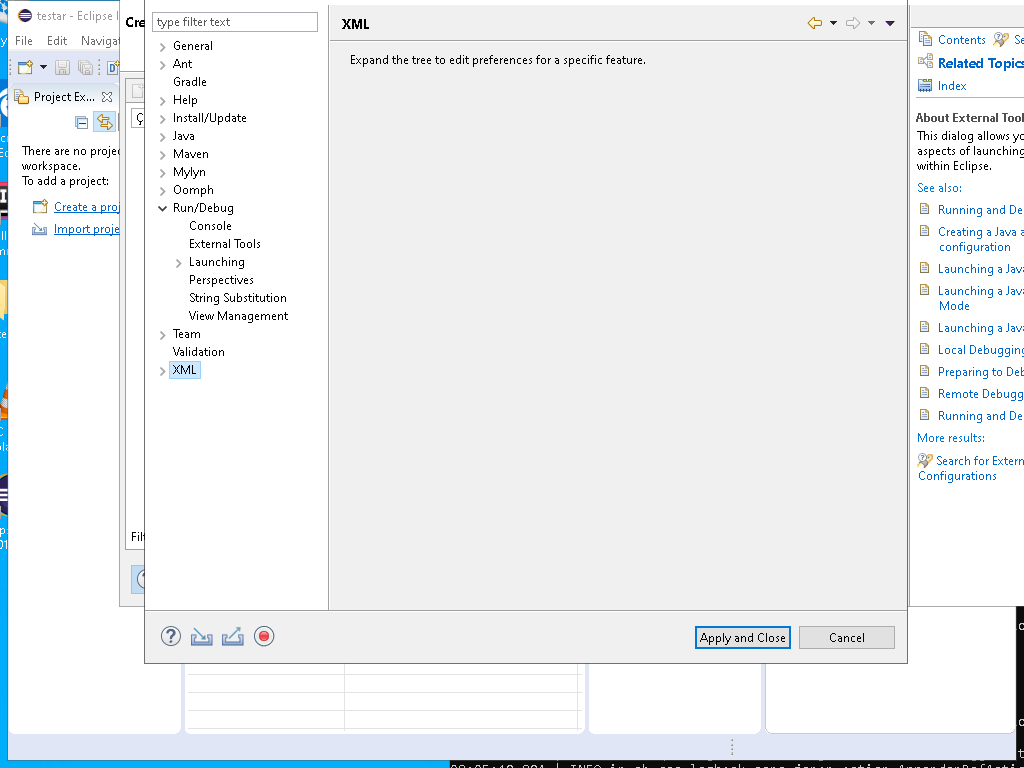 testar - Eclipse
File Edit Navigat
Cre
Project Ex...
There are no proje
workspace.
To add a project:
Create a proj
Import proje
type filter text
General
Ant
Gradle
Help
Install/Update
Java
Maven
Mylyn
Oomph
Run/Debug
Console
External Tools
Launching
Perspectives
String Substitution
View Management
Team
Validation
XML
XML
Expand the tree to edit preferences for a specific feature.
Apply and Close
Cancel
Filt
Contents Se
Related Topics
Index
About External Tool
This dialog allows yo
aspects of launching
within Eclipse.
See also:
Running and De
Creating a Java a
configuration
Launching a Java
Launching a Java
Mode
Launching a Java
Local Debugging
Preparing to Deb
Remote Debugg
Running and De
More results:
Search for Extern
Configurations